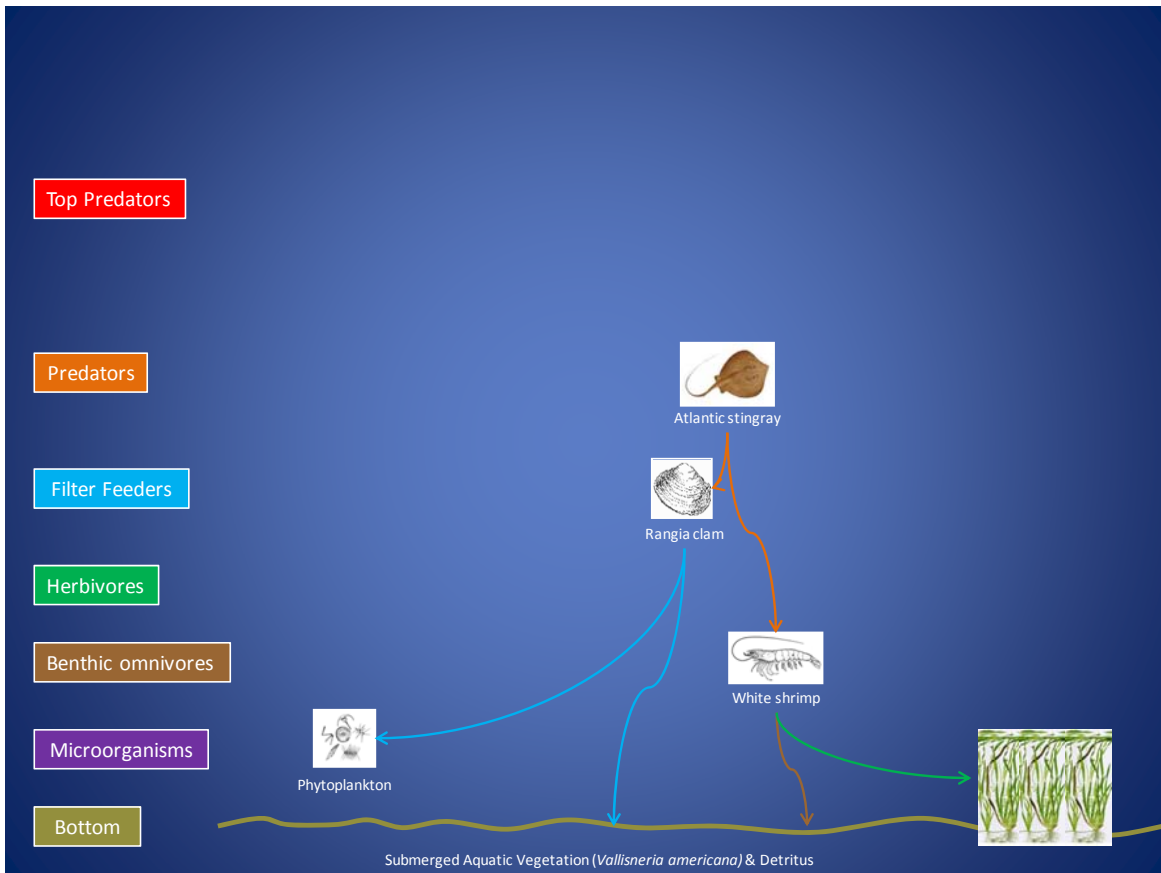 Top Predators
Predators
Atlantic stingray
Filter Feeders
Rangia clam
Herbivores
Benthic omnivores
White shrimp
Microorganisms
Phytoplankton
Bottom
Submerged Aquatic Vegetation (Vallisneria americana) & Detritus